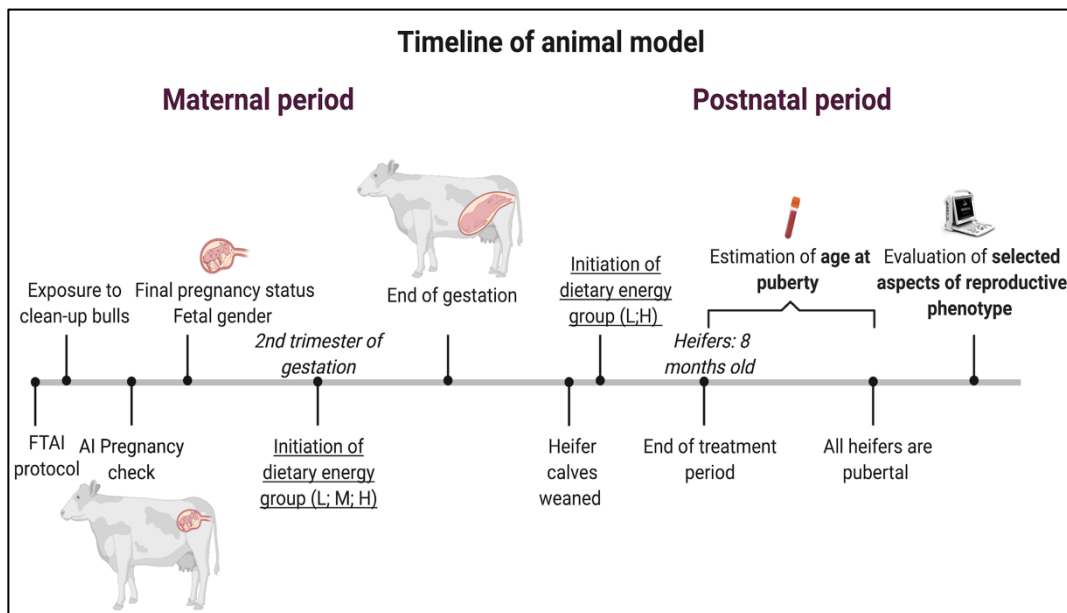 Timeline of animal model
Maternal period
Postnatal period
Exposure to
clean-up bulls
Final pregnancy status
Fetal gender
2nd trimester of
gestation
End of gestation
Initiation of
dietary energy
group (L;H)
Heifers: 8
months old
Estimation of age at
puberty
Evaluation of selected
aspects of reproductive
phenotype
FTAI
protocol
AI Pregnancy
check
Initiation of
dietary energy
group (L; M; H)
Heifer
calves
weaned
End of treatment
period
All heifers are
pubertal